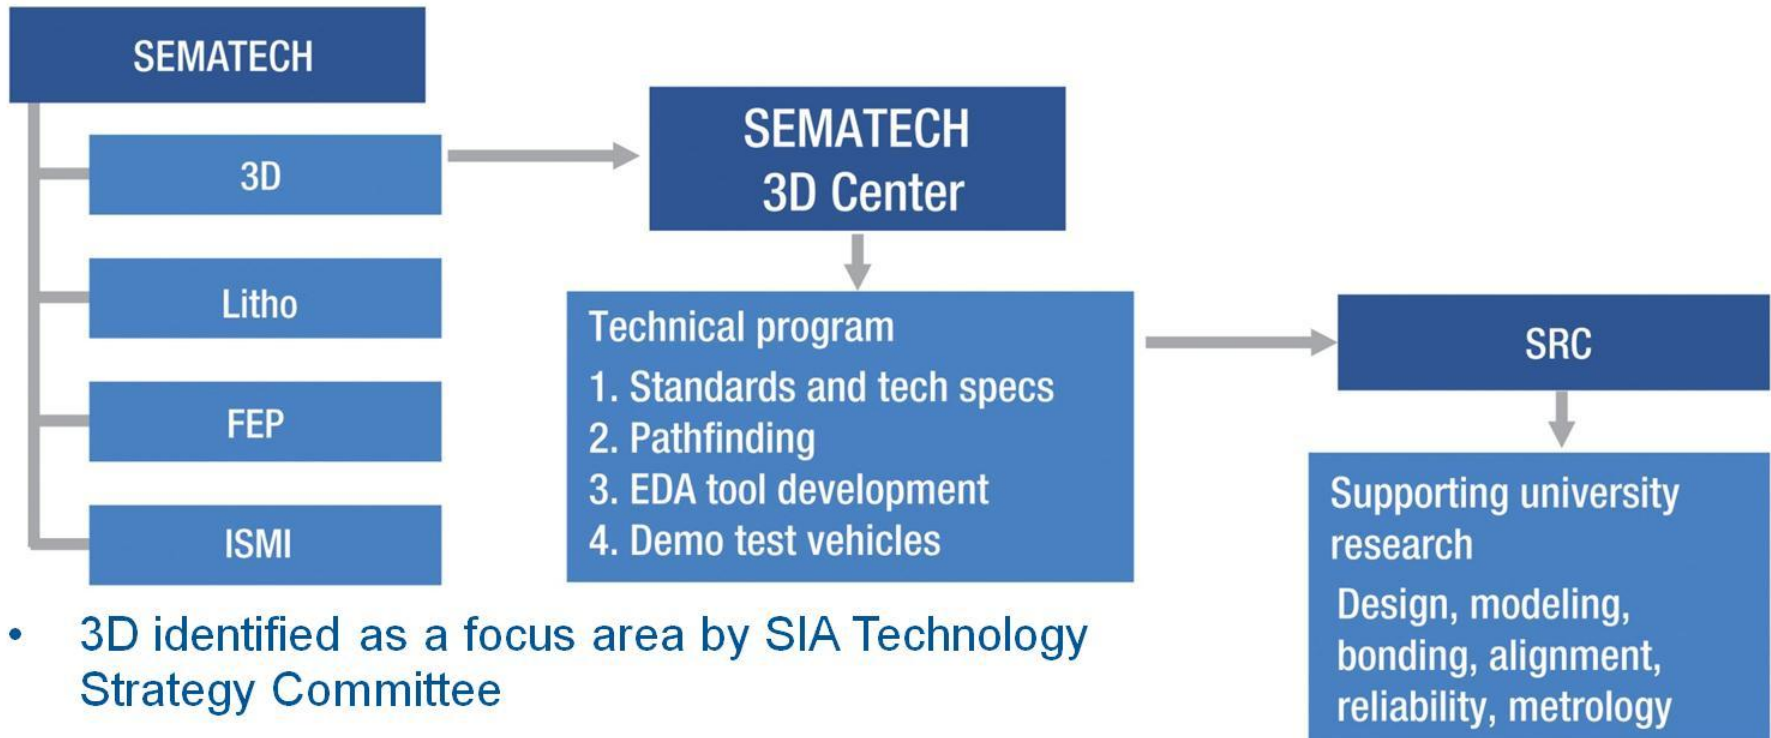 SEMATECH
3D
Litho
FEP
ISMI
SEMATECH
3D Center
Technical program
1. Standards and tech specs
2. Pathfinding
3. EDA tool development
4. Demo test vehicles
SRC
Supporting university
research
Design, modeling,
bonding, alignment,
reliability, metrology
• 3D identified as a focus area by SIA Technology
Strategy Committee